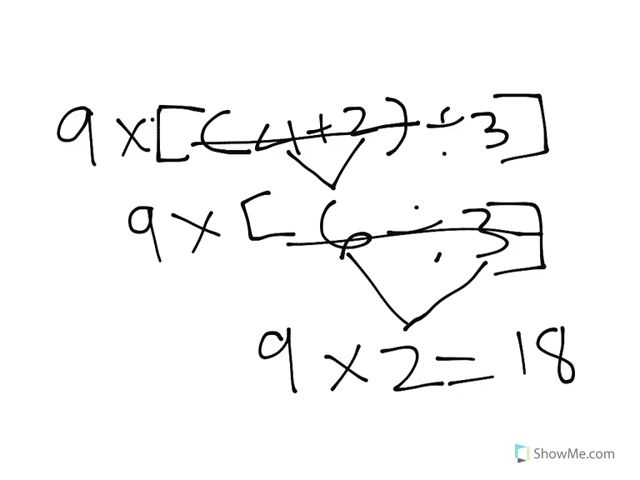 9 × [(4+2) ÷ 3]
9 × [6 ÷ 3]
9 × 2 = 18
ShowMe.com